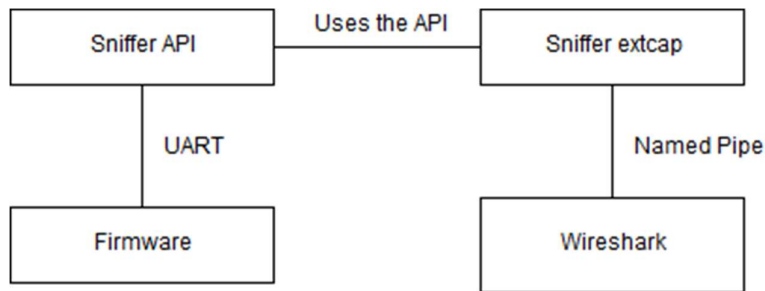 Sniffer API
Uses the API
Sniffer extcap
UART
Named Pipe
Firmware
Wireshark